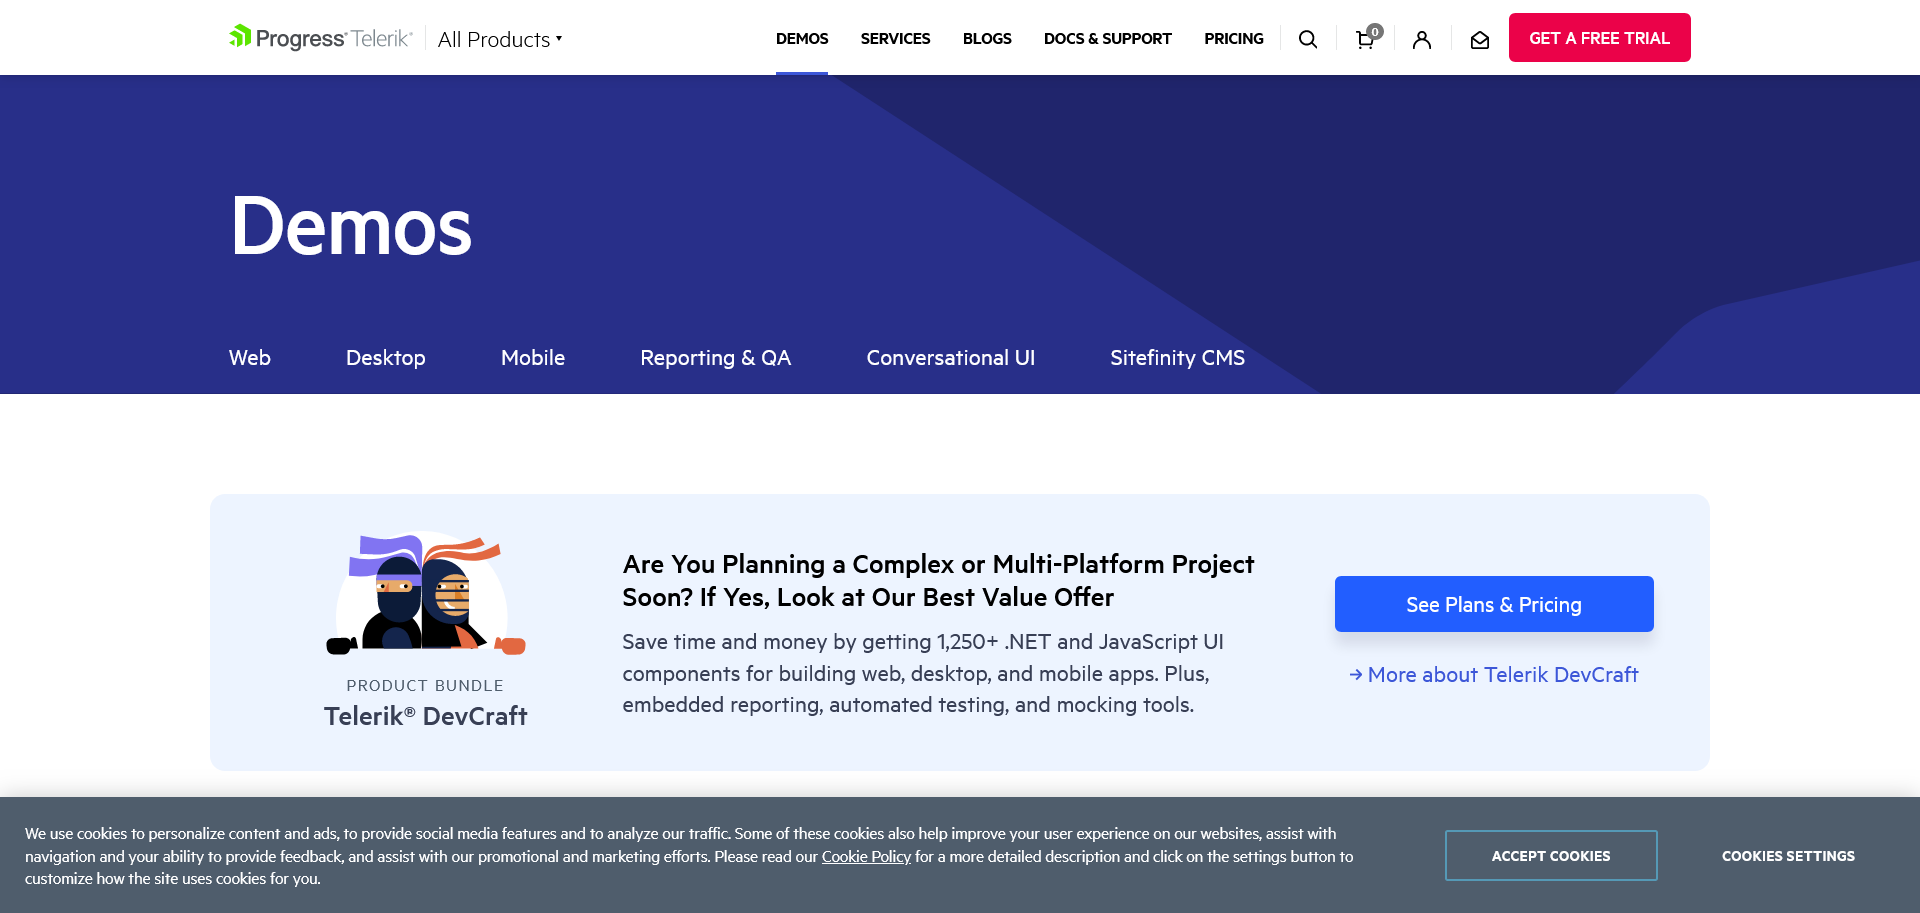 Progress® Telerik® All Products
DEMOS SERVICES BLOGS DOCS & SUPPORT PRICING 0 GET A FREE TRIAL
Demos
Web Desktop Mobile Reporting & QA Conversational UI Sitefinity CMS
PRODUCT BUNDLE
Telerik® DevCraft
Are You Planning a Complex or Multi-Platform Project
Soon? If Yes, Look at Our Best Value Offer
Save time and money by getting 1,250+ .NET and JavaScript UI
components for building web, desktop, and mobile apps. Plus,
embedded reporting, automated testing, and mocking tools.
See Plans & Pricing
More about Telerik DevCraft
We use cookies to personalize content and ads, to provide social media features and to analyze our traffic. Some of these cookies also help improve your user experience on our websites, assist with
navigation and your ability to provide feedback, and assist with our promotional and marketing efforts. Please read our Cookie Policy for a more detailed description and click on the settings button to
customize how the site uses cookies for you.
ACCEPT COOKIES
COOKIES SETTINGS